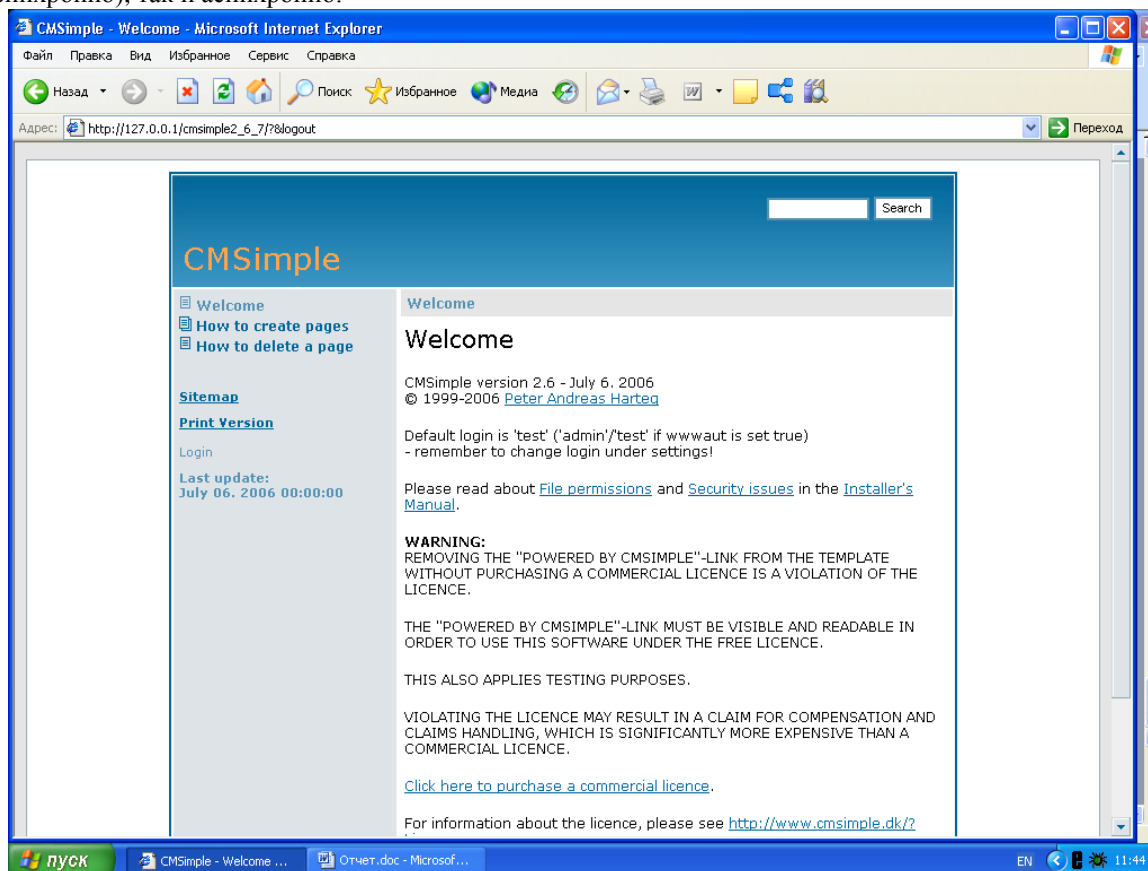 CMSimple - Welcome - Microsoft Internet Explorer
Файл Правка Вид Избранное Сервис Справка
Назад Поиск Избранное Медиа
Адрес: http://127.0.0.1/cmsimple2_6_7/?&logout Переход
Search
CMSimple
Welcome
How to create pages
How to delete a page
Sitemap
Print Version
Login
Last update:
July 06. 2006 00:00:00
Welcome
Welcome
CMSimple version 2.6 - July 6. 2006
© 1999-2006 Peter Andreas Harteg
Default login is 'test' ('admin'/'test' if wwwaut is set true)
- remember to change login under settings!
Please read about File permissions and Security issues in the Installer's
Manual.
WARNING:
REMOVING THE "POWERED BY CMSIMPLE"-LINK FROM THE TEMPLATE
WITHOUT PURCHASING A COMMERCIAL LICENCE IS A VIOLATION OF THE
LICENCE.
THE "POWERED BY CMSIMPLE"-LINK MUST BE VISIBLE AND READABLE IN
ORDER TO USE THIS SOFTWARE UNDER THE FREE LICENCE.
THIS ALSO APPLIES TESTING PURPOSES.
VIOLATING THE LICENCE MAY RESULT IN A CLAIM FOR COMPENSATION AND
CLAIMS HANDLING, WHICH IS SIGNIFICANTLY MORE EXPENSIVE THAN A
COMMERCIAL LICENCE.
Click here to purchase a commercial licence.
For information about the licence, please see http://www.cmsimple.dk/?
пуск CMSimple - Welcome ... Отчет.doc - Microsof... EN 11:44